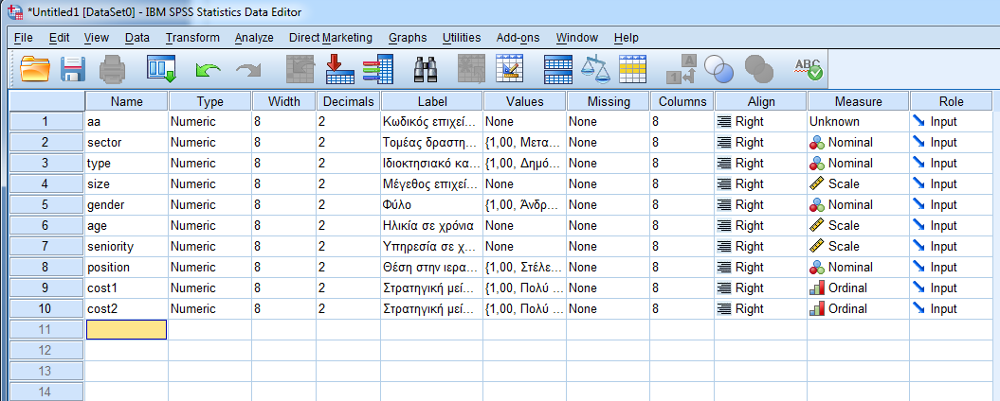 *Untitled1 [DataSet0] - IBM SPSS Statistics Data Editor
File Edit View Data Transform Analyze Direct Marketing Graphs Utilities Add-ons Window Help
1 A ABC
Name Type Width Decimals Label Values Missing Columns Align Measure Role
1 aa Numeric 8 2 Κωδικός επιχεί... None None 8 Right Unknown Input
2 sector Numeric 8 2 Τομέας δραστη... {1,00, Μετα... None 8 Right Nominal Input
3 type Numeric 8 2 Ιδιοκτησιακό κα... {1,00, Δημό... None 8 Right Nominal Input
4 size Numeric 8 2 Μέγεθος επιχεί... None None 8 Right Scale Input
5 gender Numeric 8 2 Φύλο {1,00, Άνδρ... None 8 Right Nominal Input
6 age Numeric 8 2 Ηλικία σε χρόνια None None 8 Right Scale Input
7 seniority Numeric 8 2 Υπηρεσία σε χ... None None 8 Right Scale Input
8 position Numeric 8 2 Θέση στην ιερα... {1,00, Στέλε... None 8 Right Nominal Input
9 cost1 Numeric 8 2 Στρατηγική μεί... {1,00, Πολύ ... None 8 Right Ordinal Input
10 cost2 Numeric 8 2 Στρατηγική μεί... {1,00, Πολύ ... None 8 Right Ordinal Input
11
12
13
14